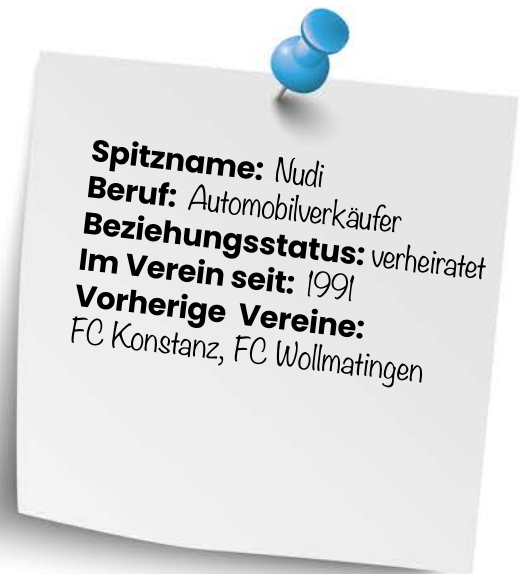 Spitzname: Nudi
Beruf: Automobilverkäufer
Beziehungsstatus: verheiratet
Im Verein seit: 1991
Vorherige Vereine:
FC Konstanz, FC Wollmatingen